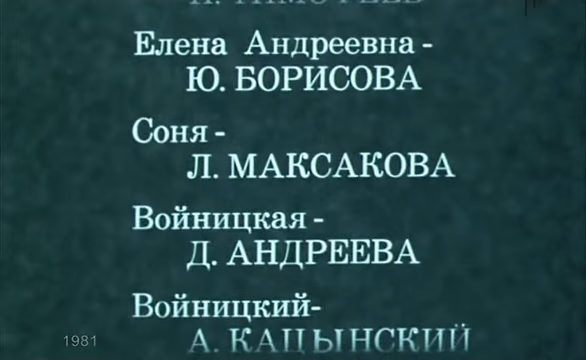 Елена Андреевна -
Ю. БОРИСОВА
Соня -
Л. МАКСАКОВА
Войницкая -
Д. АНДРЕЕВА
Войницкий-
А. КАЦЫНСКИЙ
1981